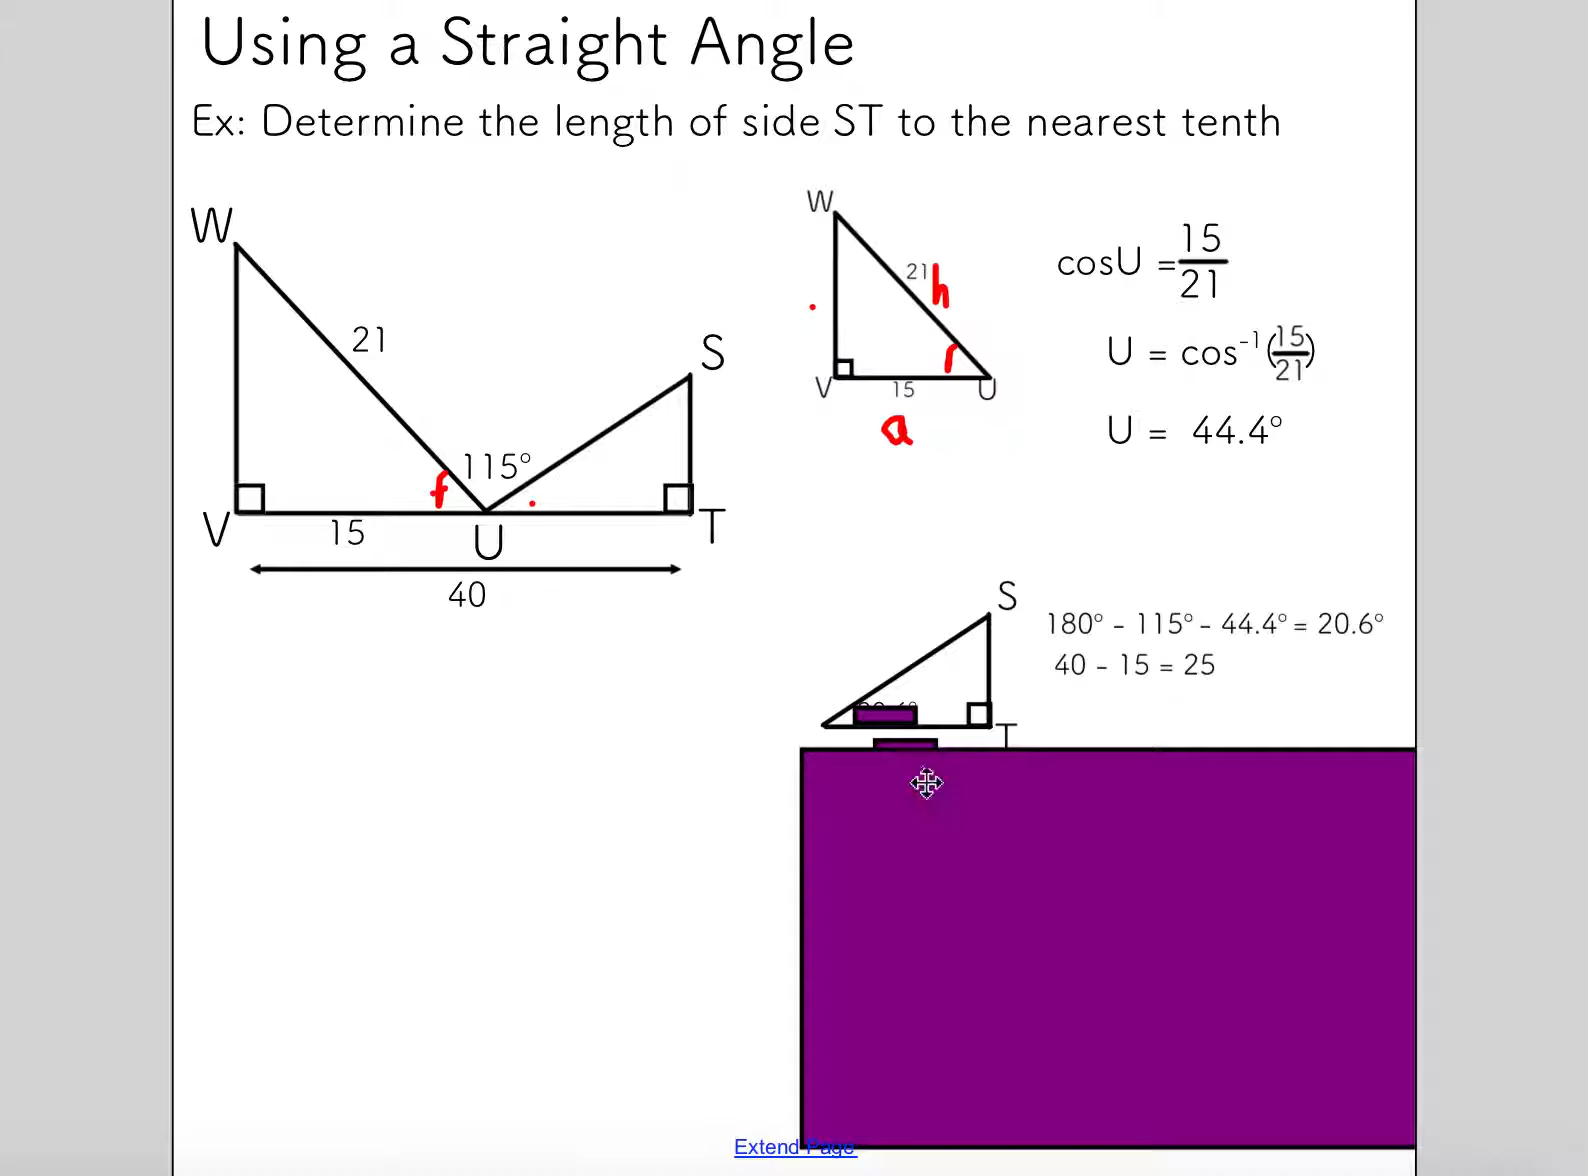 Using a Straight Angle
Ex: Determine the length of side ST to the nearest tenth
W
21
S
115°
V
15
U
T
40
W
21
h
V
15
U
a
cosU = 15/21
U = cos⁻¹(15/21)
U = 44.4°
S
180° - 115° - 44.4° = 20.6°
40 - 15 = 25
T
Extend Page